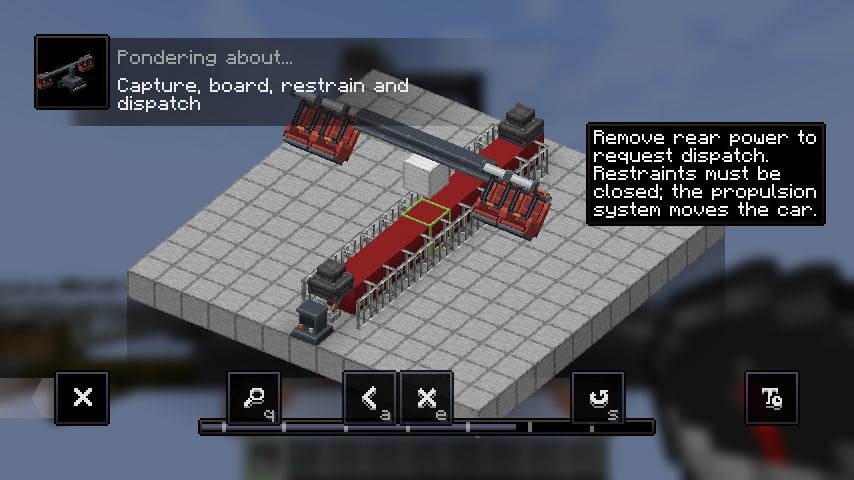 Pondering about...
Capture, board, restrain and
dispatch
Remove rear power to
request dispatch.
Restraints must be
closed; the propulsion
system moves the car.
q
a
e
s